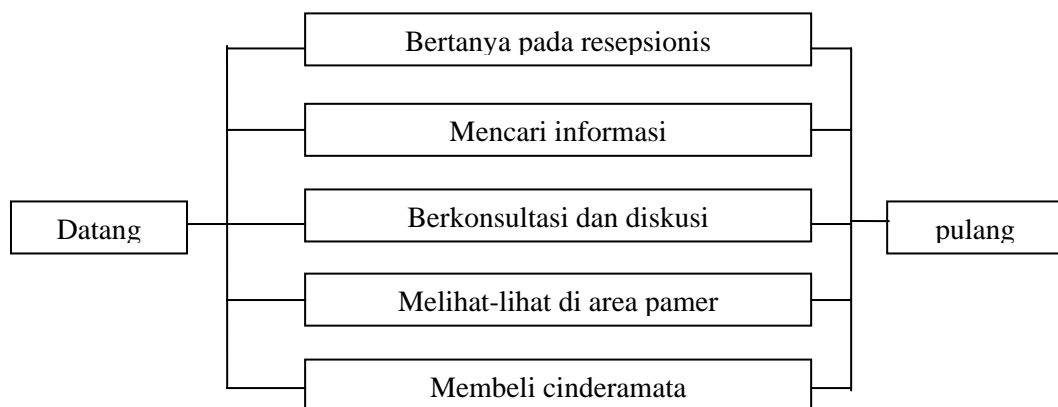 Bertanya pada resepsionis
Mencari informasi
Datang
Berkonsultasi dan diskusi
pulang
Melihat-lihat di area pamer
Membeli cinderamata